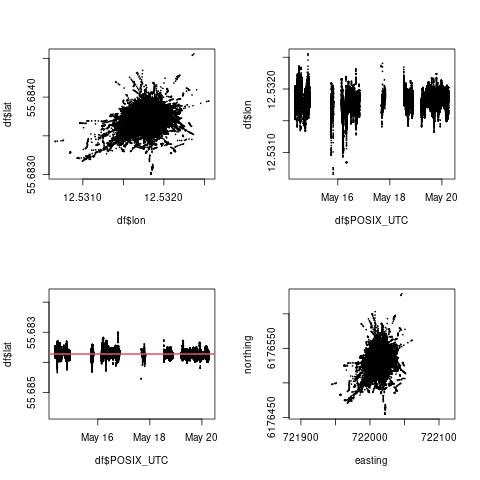 df$lat
55.6830
55.6840
12.5310
12.5320
df$lon
df$lon
12.5310
12.5320
May 16
May 18
May 20
df$POSIX_UTC
df$lat
55.685
55.683
May 16
May 18
May 20
df$POSIX_UTC
northing
6176450
6176550
721900
722000
722100
easting